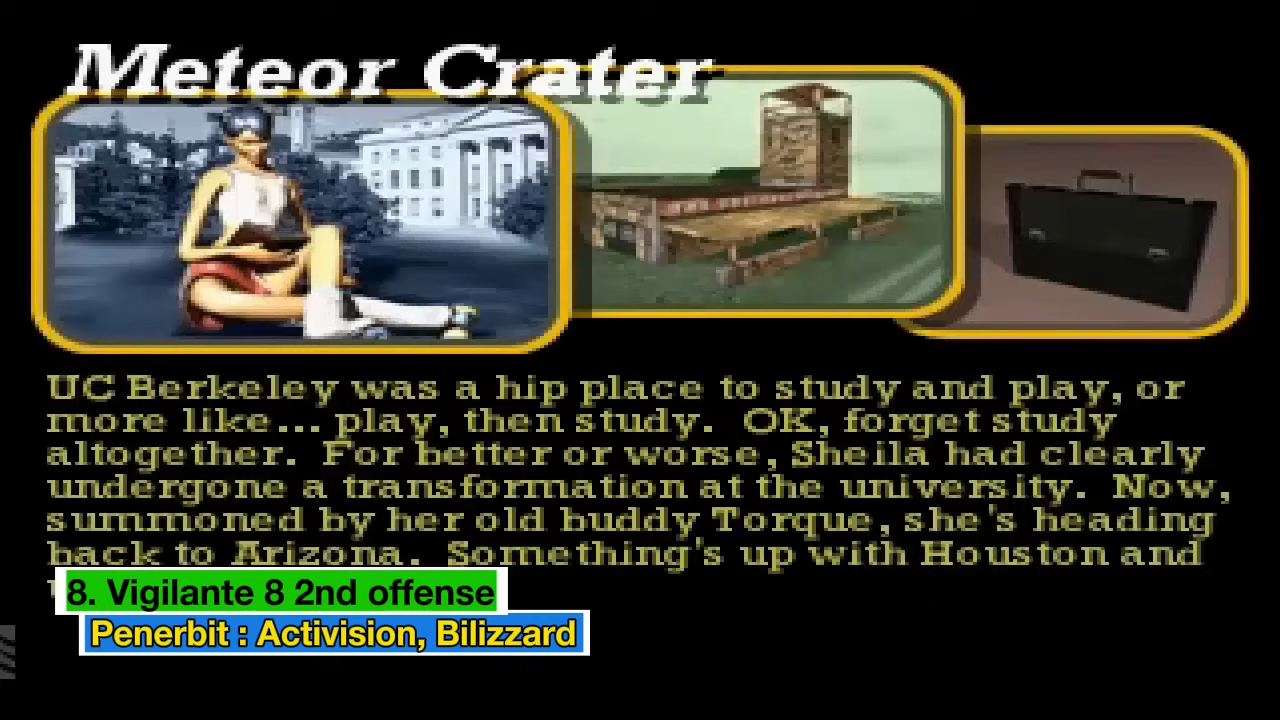 Meteor Crater
UC Berkeley was a hip place to study and play, or
more like... play, then study. OK, forget study
altogether. For better or worse, Sheila had clearly
undergone a transformation at the university. Now,
summoned by her old buddy Torque, she's heading
back to Arizona. Something's up with Houston and
8. Vigilante 8 2nd offense
Penerbit : Activision, Bilizzard